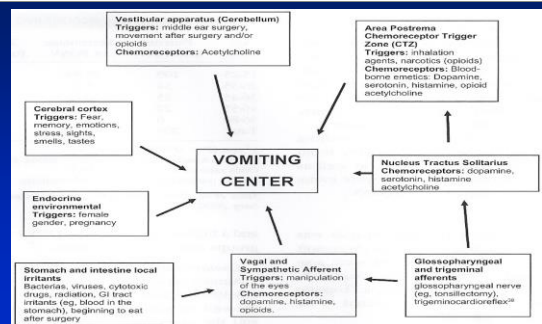 Vestibular apparatus (Cerebellum)
Triggers: middle ear surgery,
movement after surgery and/or
opioids
Chemoreceptors: Acetylcholine
Area Postrema
Chemoreceptor Trigger
Zone (CTZ)
Triggers: inhalation
agents, narcotics (opioids)
Chemoreceptors: Blood-
borne emetics: Dopamine,
serotonin, histamine, opioid
acetylcholine
Cerebral cortex
Triggers: Fear,
memory, emotions,
stress, sights,
smells, tastes
VOMITING
CENTER
Nucleus Tractus Solitarius
Chemoreceptors: dopamine,
serotonin, histamine
acetylcholine
Endocrine
environmental
Triggers: female
gender, pregnancy
Stomach and intestine local
irritants
Bacterias, viruses, cytotoxic
drugs, radiation, GI tract
irritants (eg, blood in the
stomach), beginning to eat
after surgery
Vagal and
Sympathetic Afferent
Triggers: manipulation
of the eyes
Chemoreceptors:
dopamine, histamine,
opioids.
Glossopharyngeal
and trigeminal
afferents
glossopharyngeal nerve
(eg, tonsillectomy),
trigeminocardioreflex